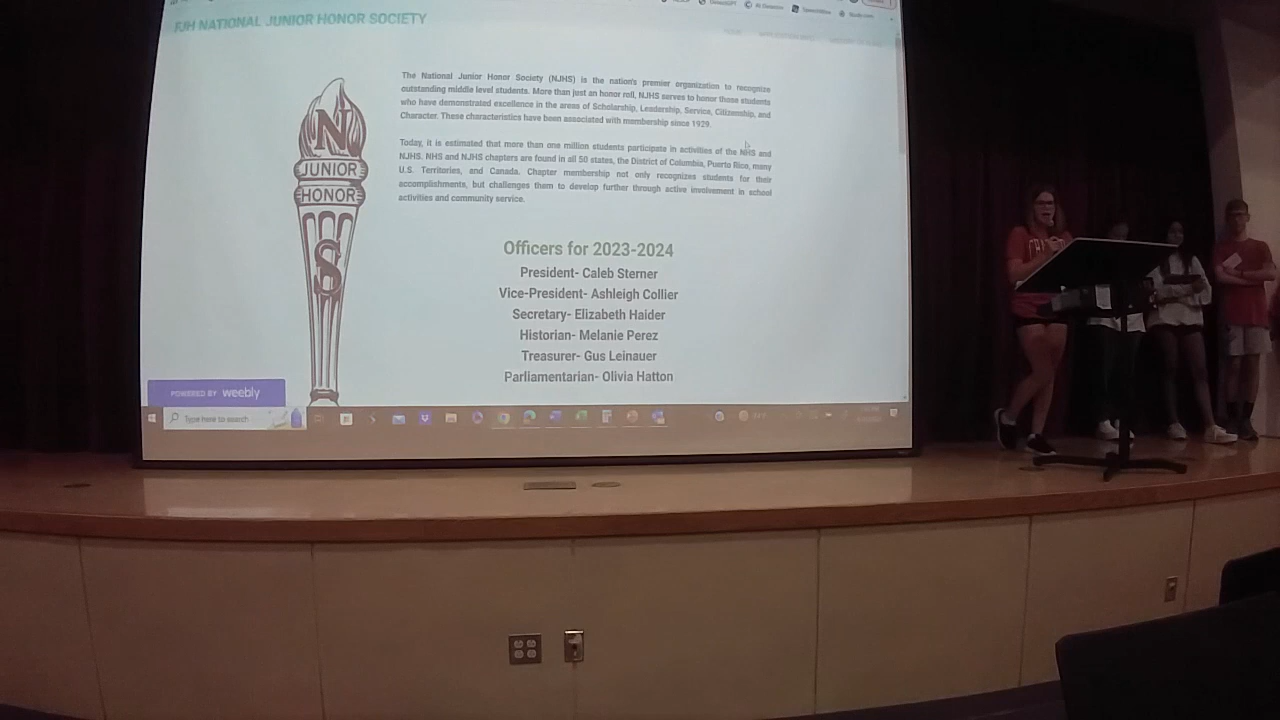 FJH NATIONAL JUNIOR HONOR SOCIETY
The National Junior Honor Society (NJHS) is the nation's premier organization to recognize
outstanding middle level students. More than just an honor roll, NJHS serves to honor those students
who have demonstrated excellence in the areas of Scholarship, Leadership, Service, Citizenship, and
Character. These characteristics have been associated with membership since 1929.
Today, it is estimated that more than one million students participate in activities of the NHS and
NJHS. NHS and NJHS chapters are found in all 50 states, the District of Columbia, Puerto Rico, many
U.S. Territories, and Canada. Chapter membership not only recognizes students for their
accomplishments, but challenges them to develop further through active involvement in school
activities and community service.
N
JUNIOR
HONOR
S
Officers for 2023-2024
President- Caleb Sterner
Vice-President- Ashleigh Collier
Secretary- Elizabeth Haider
Historian- Melanie Perez
Treasurer- Gus Leinauer
Parliamentarian- Olivia Hatton
POWERED BY weebly
Type here to search